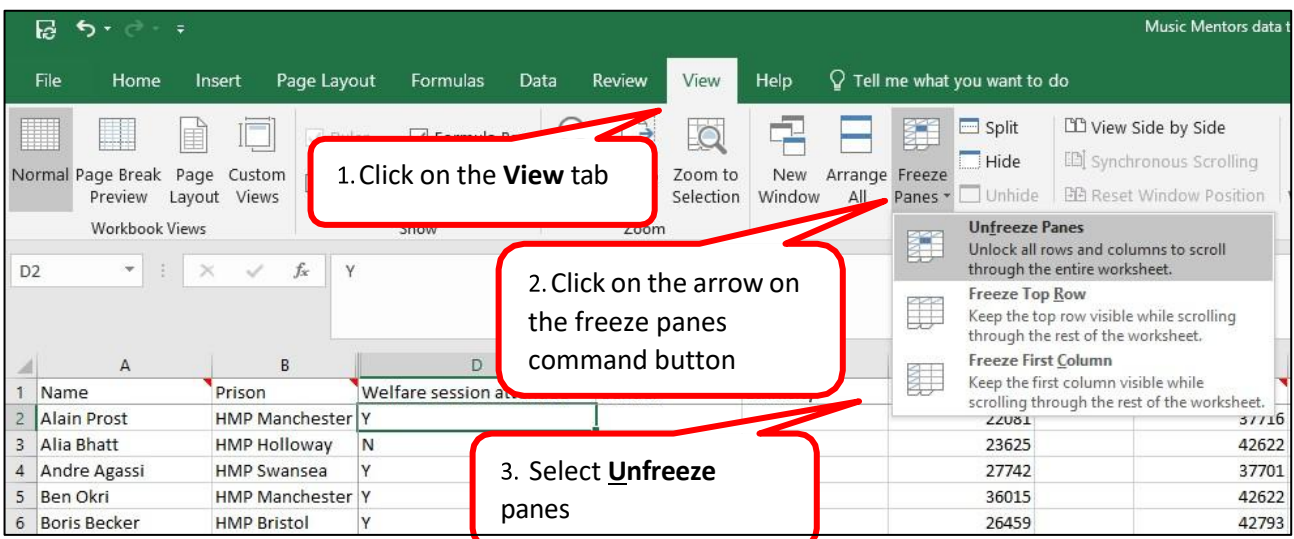 Music Mentors data t
File Home Insert Page Layout Formulas Data Review View Help Tell me what you want to do
Normal Page Break Preview Page Layout Custom Views
Workbook Views
Show
Zoom
Zoom to Selection
New Window
Arrange All
Freeze Panes
Split
Hide
Unhide
View Side by Side
Synchronous Scrolling
Reset Window Position
1. Click on the View tab
2. Click on the arrow on
the freeze panes
command button
3. Select Unfreeze
panes
Unfreeze Panes
Unlock all rows and columns to scroll
through the entire worksheet.
Freeze Top Row
Keep the top row visible while scrolling
through the rest of the worksheet.
Freeze First Column
Keep the first column visible while
scrolling through the rest of the worksheet.
D2 fx Y
A B D
1 Name Prison Welfare session
2 Alain Prost HMP Manchester Y 22081 37716
3 Alia Bhatt HMP Holloway N 23625 42622
4 Andre Agassi HMP Swansea Y 27742 37701
5 Ben Okri HMP Manchester Y 36015 42622
6 Boris Becker HMP Bristol Y 26459 42793